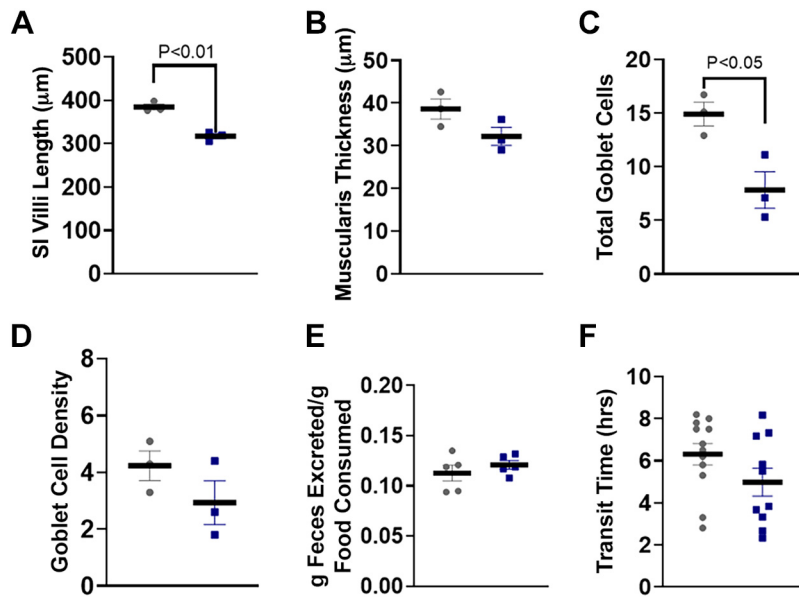 A
SI Villi Length (μm)
500
400
300
200
100
0
P<0.01
B
Muscularis Thickness (μm)
50
40
30
20
10
0
C
Total Goblet Cells
20
15
10
5
0
P<0.05
D
Goblet Cell Density
8
6
4
2
0
E
g Feces Excreted/g
Food Consumed
0.20
0.15
0.10
0.05
0.00
F
Transit Time (hrs)
10
8
6
4
2
0